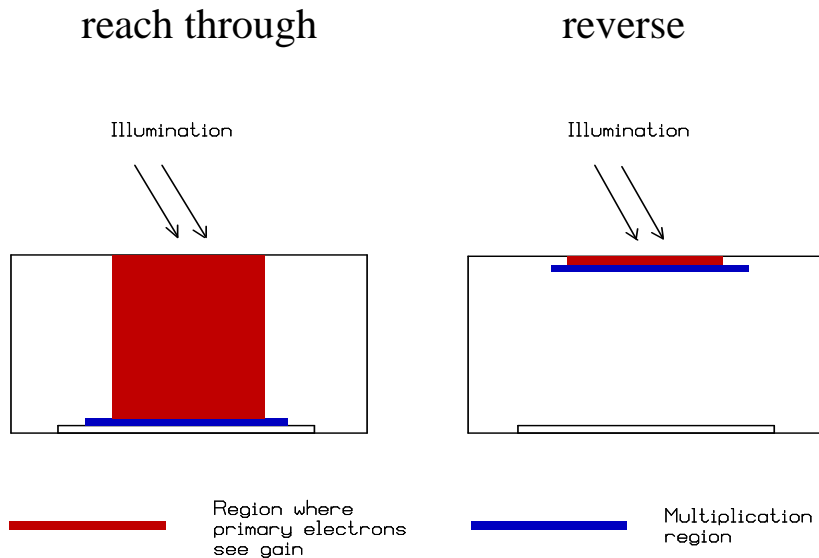 reach through
reverse
Illumination
Illumination
Region where
primary electrons
see gain
Multiplication
region